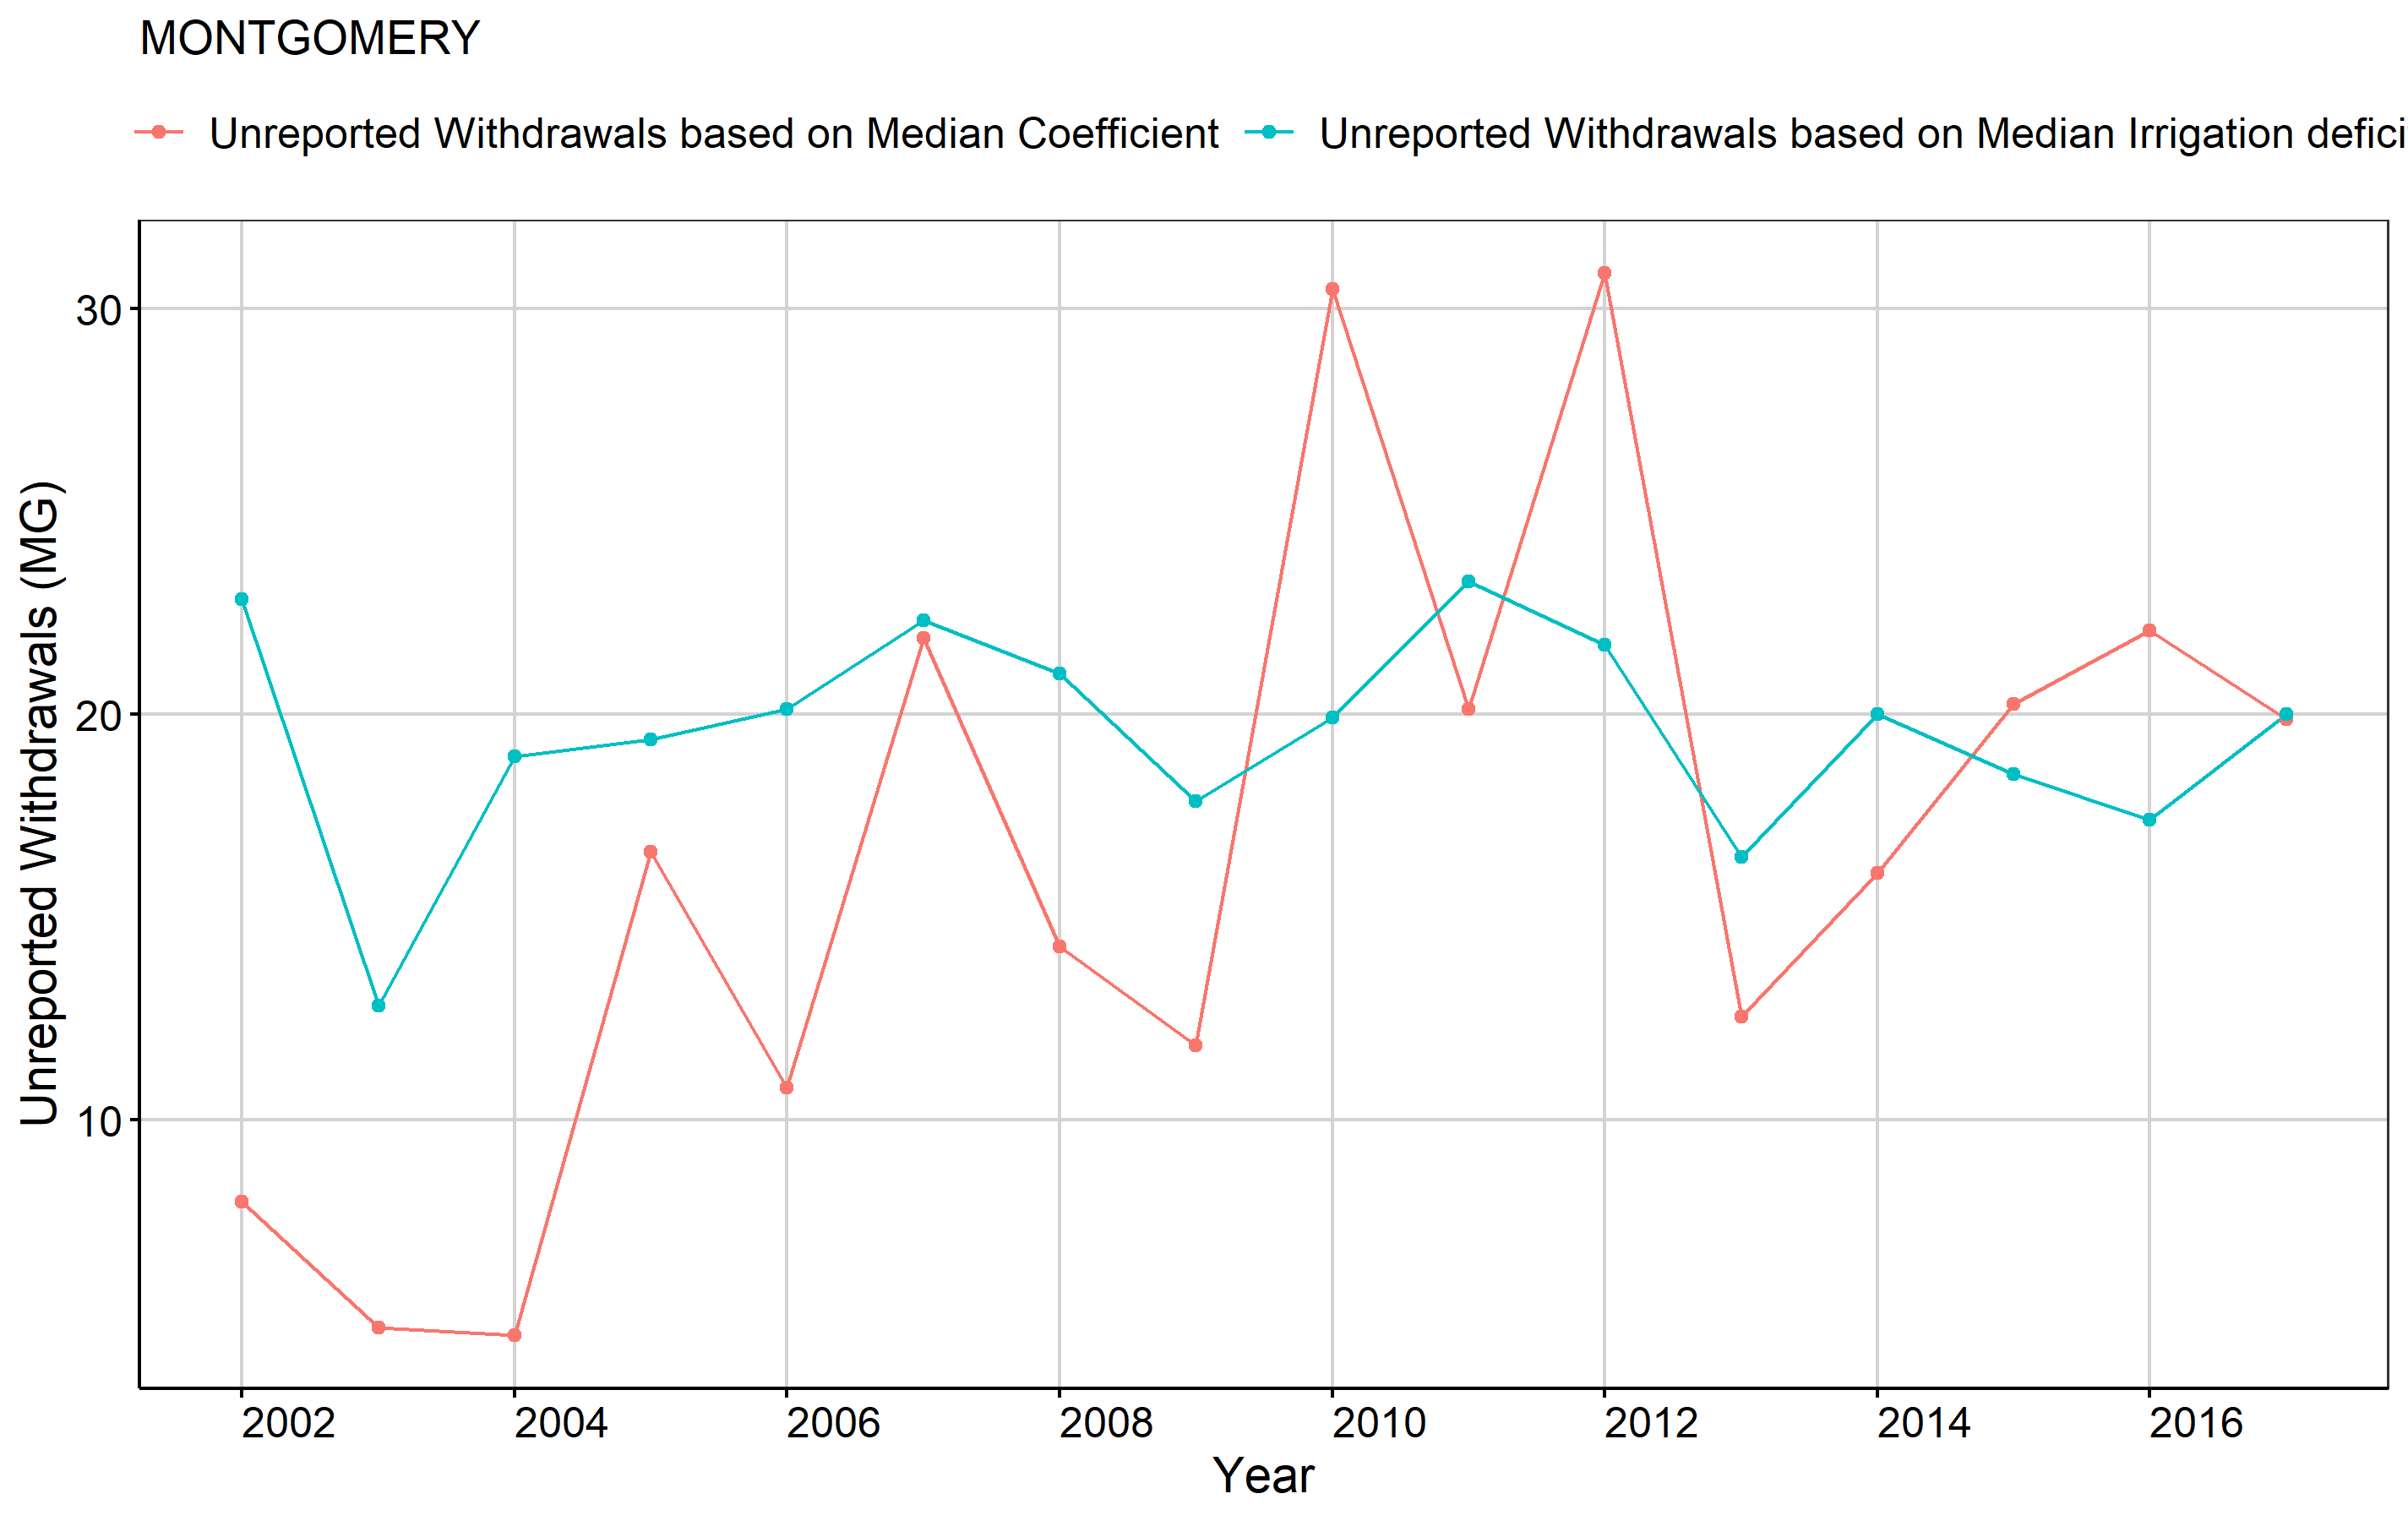 MONTGOMERY
Unreported Withdrawals based on Median Coefficient Unreported Withdrawals based on Median Irrigation defici
Unreported Withdrawals (MG)
30
20
10
2002 2004 2006 2008 2010 2012 2014 2016
Year